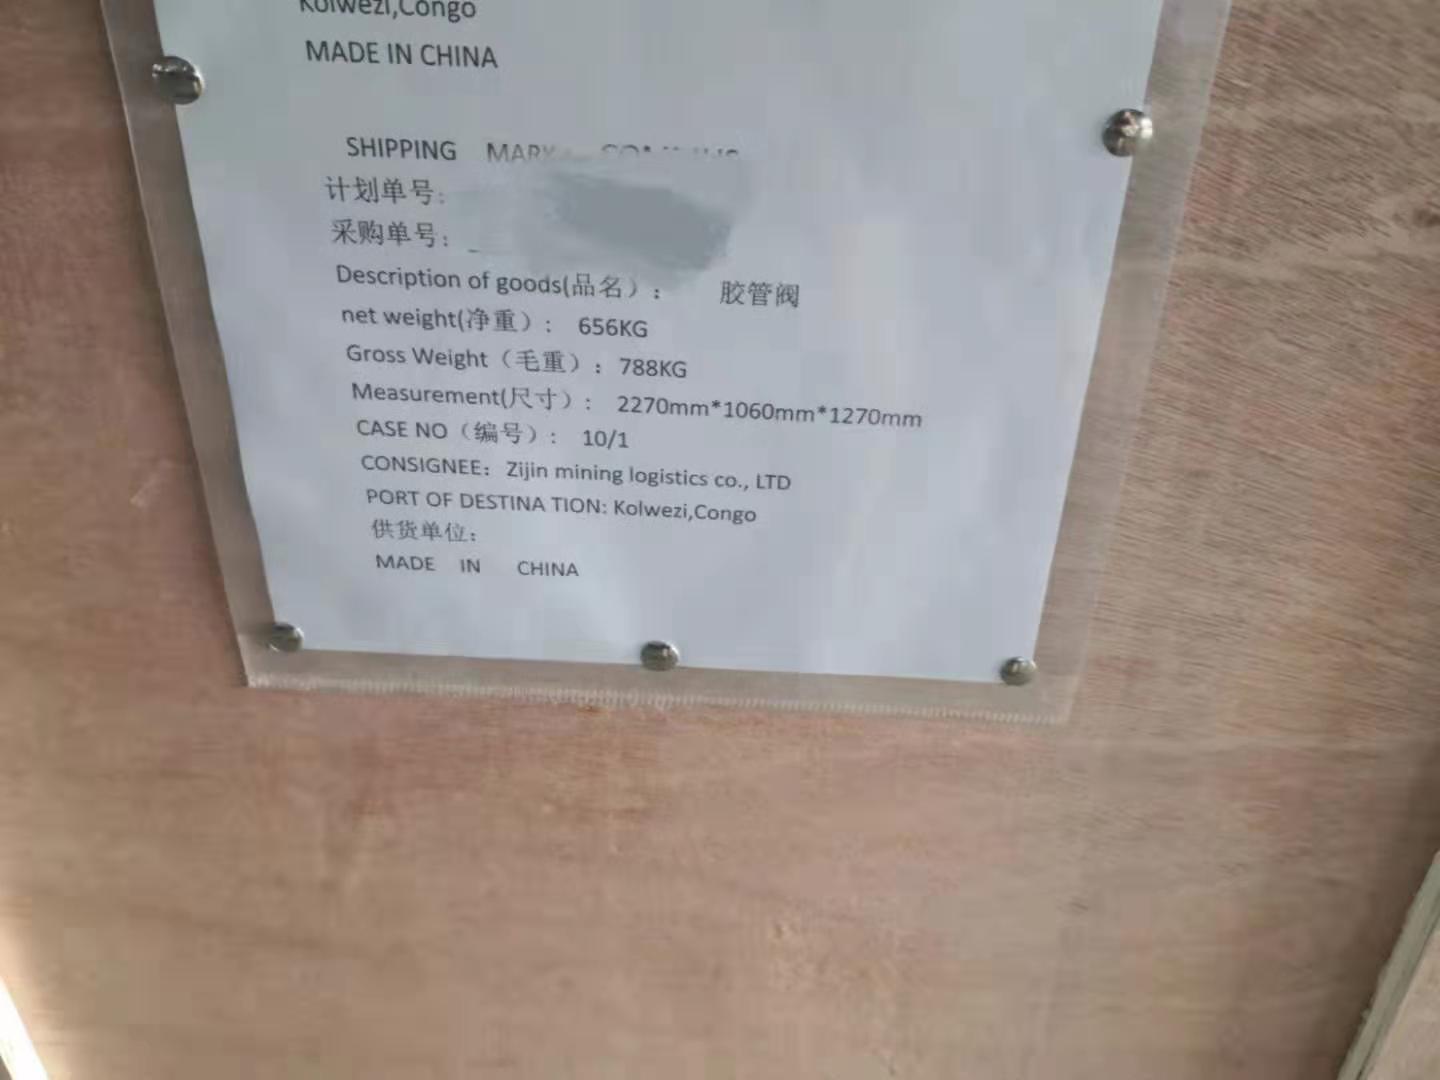 Kolwezi,Congo
MADE IN CHINA
SHIPPING MARK
计划单号:
采购单号:
Description of goods(品名）: 胶管阀
net weight(净重）: 656KG
Gross Weight（毛重）: 788KG
Measurement(尺寸）: 2270mm*1060mm*1270mm
CASE NO（编号）: 10/1
CONSIGNEE: Zijin mining logistics co., LTD
PORT OF DESTINA TION: Kolwezi,Congo
供货单位:
MADE IN CHINA